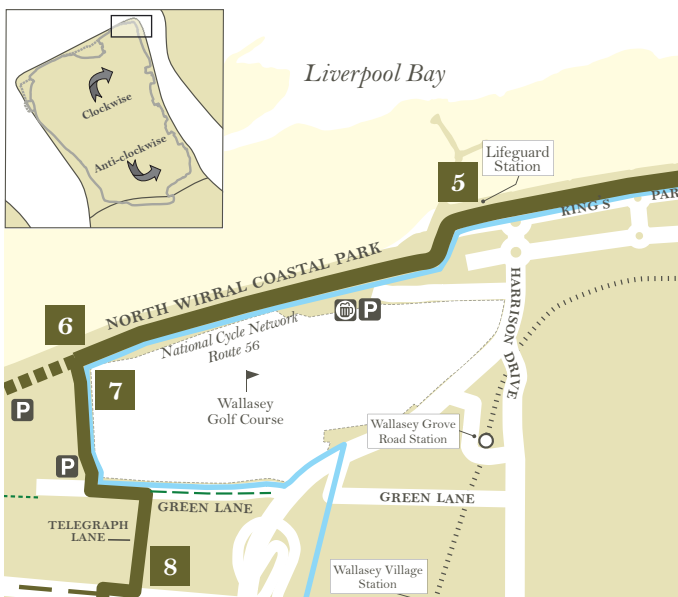 Clockwise
Anti-clockwise
Liverpool Bay
Lifeguard
Station
5
KING'S PAR
NORTH WIRRAL COASTAL PARK
6
National Cycle Network
Route 56
P
HARRISON DRIVE
7
P
Wallasey
Golf Course
Wallasey Grove
Road Station
P
GREEN LANE
GREEN LANE
TELEGRAPH
LANE
8
Wallasey Village
Station